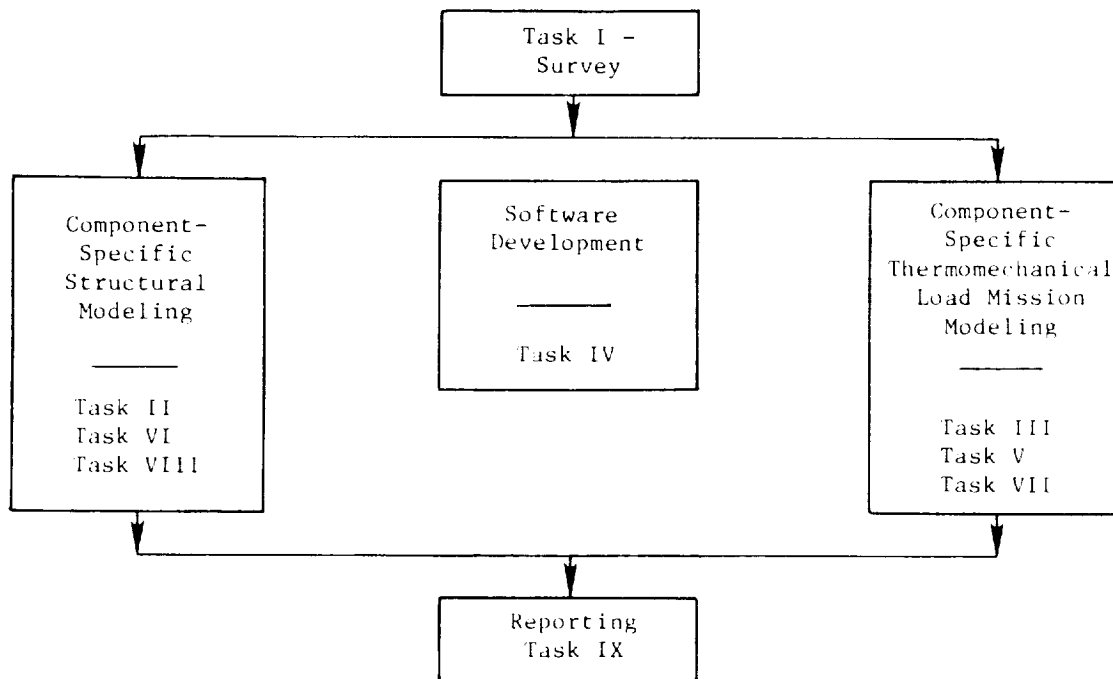 Task I -
Survey
Component-
Specific
Structural
Modeling
Task II
Task VI
Task VIII
Software
Development
Task IV
Component-
Specific
Thermomechanical
Load Mission
Modeling
Task III
Task V
Task VII
Reporting
Task IX